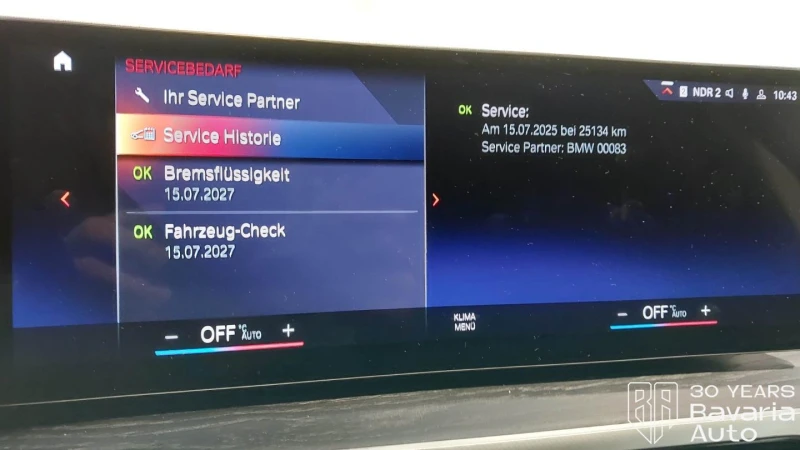 SERVICEBEDARF
Ihr Service Partner
Service Historie
OK Bremsflüssigkeit
15.07.2027
OK Fahrzeug-Check
15.07.2027
NDR 2 10:43
OK Service:
Am 15.07.2025 bei 25134 km
Service Partner: BMW 00083
– OFF °C AUTO +
KLIMA
MENÜ
– OFF °C AUTO +
BA 30 YEARS
Bavaria
Auto